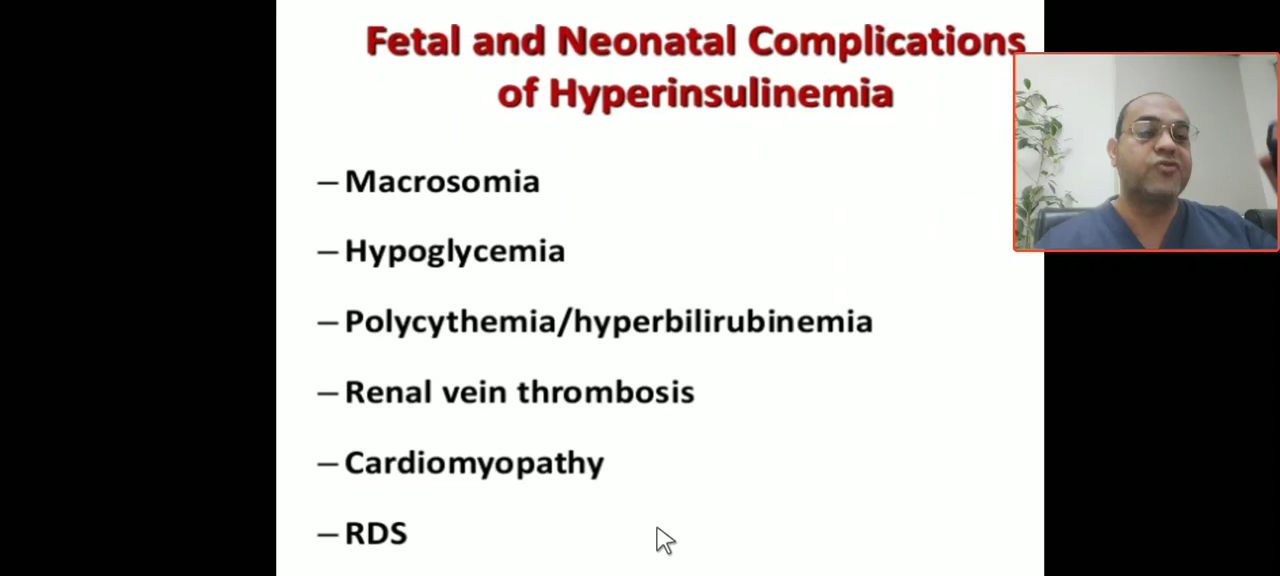 Fetal and Neonatal Complications
of Hyperinsulinemia
– Macrosomia
– Hypoglycemia
– Polycythemia/hyperbilirubinemia
– Renal vein thrombosis
– Cardiomyopathy
– RDS